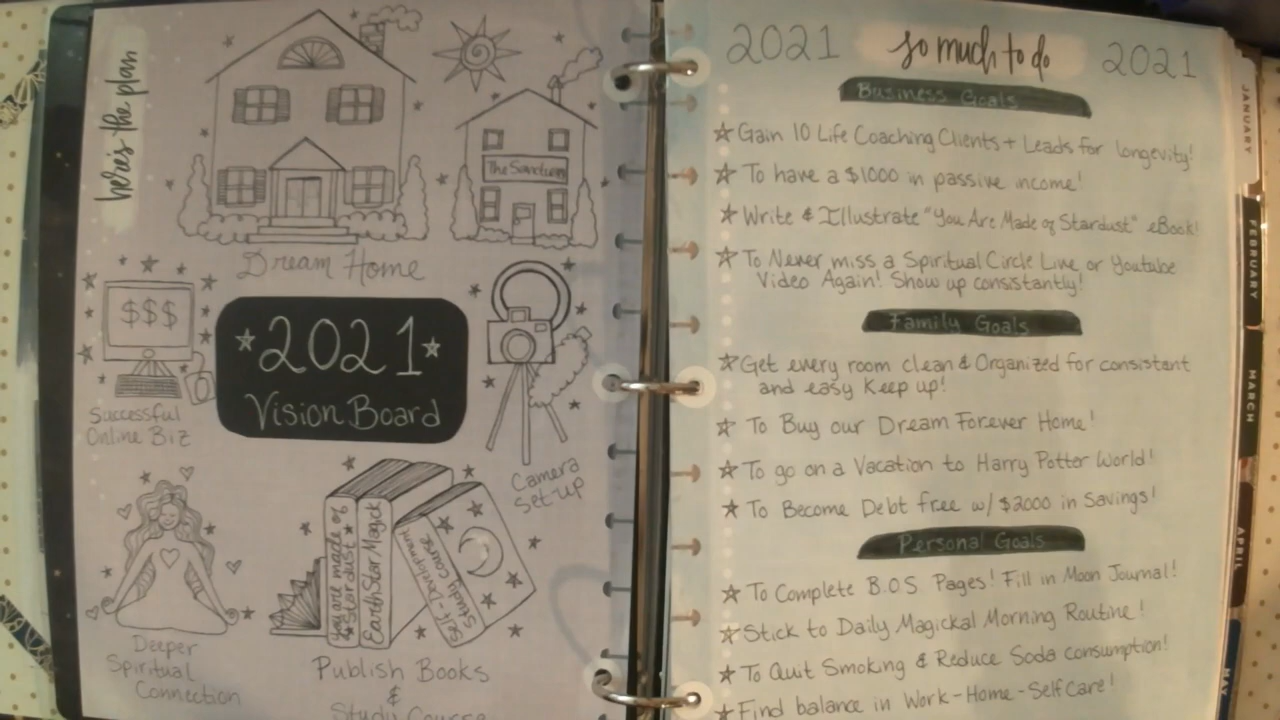 here's the plan
The Sanctuary
Dream Home
$$$
2021
Vision Board
Successful
Online Biz
Camera
set-up
Deeper
Spiritual
Connection
You are made of
Stardust
EarthStarMagick
Self-Development
Study course
Publish Books
&
Study Course
2021 so much to do 2021
Business Goals
Gain 10 Life Coaching Clients + Leads for longevity!
To have a $1000 in passive income!
Write & Illustrate "You Are Made of Stardust" eBook!
To Never miss a Spiritual Circle Live or Youtube
Video Again! Show up consistantly!
Family Goals
Get every room clean & Organized for consistant
and easy Keep up!
To Buy our Dream Forever Home!
To go on a Vacation to Harry Potter World!
To Become Debt free w/ $2000 in Savings!
Personal Goals
To Complete B.O.S Pages! Fill in Moon Journal!
Stick to Daily Magickal Morning Routine!
To Quit Smoking & Reduce Soda consumption!
Find balance in Work-Home-Self Care!
JANUARY
FEBRUARY
MARCH
APRIL
MAY